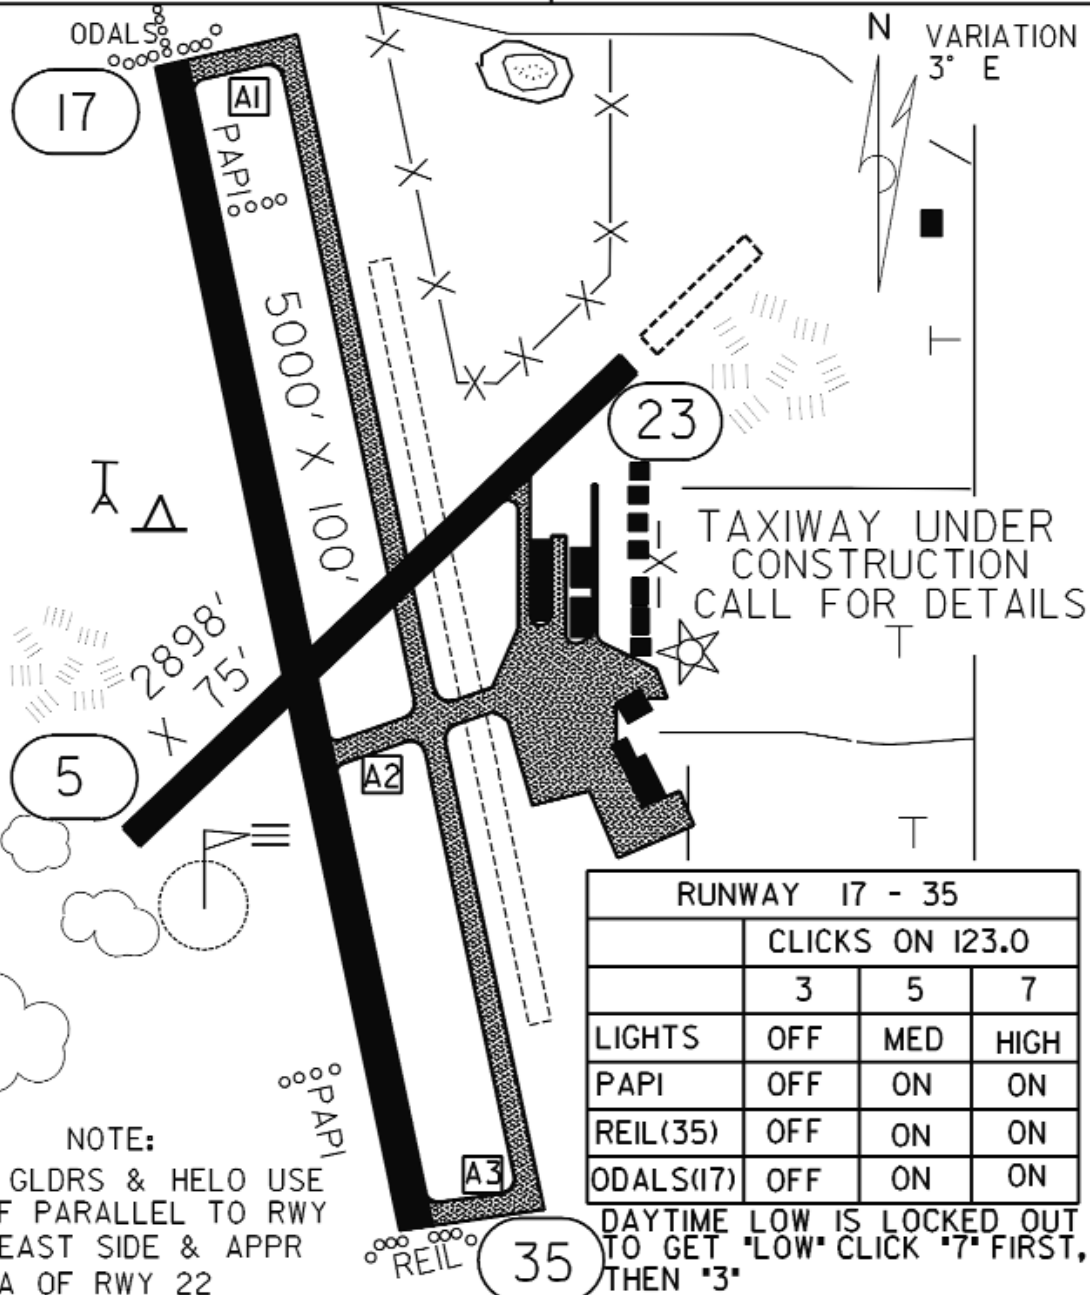 ODALS
17
A1
PAPI
N
VARIATION
3° E
5000' X 100'
23
TAXIWAY UNDER
CONSTRUCTION
CALL FOR DETAILS
2898'
X 75'
5
A2
RUNWAY 17 - 35
CLICKS ON 123.0
3 5 7
LIGHTS OFF MED HIGH
PAPI OFF ON ON
REIL(35) OFF ON ON
ODALS(17) OFF ON ON
DAYTIME LOW IS LOCKED OUT
TO GET "LOW" CLICK "7" FIRST,
THEN "3"
PAPI
NOTE:
GLDRS & HELO USE
PARALLEL TO RWY
EAST SIDE & APPR
OF RWY 22
A3
REIL
35